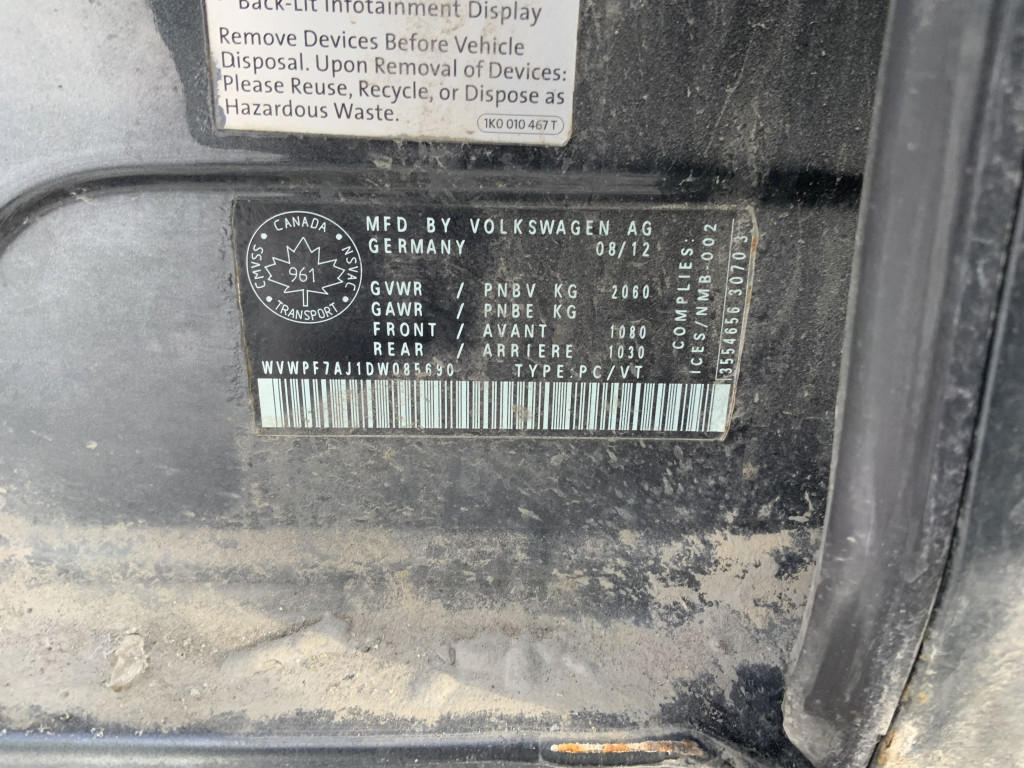 Back-Lit Infotainment Display
Remove Devices Before Vehicle
Disposal. Upon Removal of Devices:
Please Reuse, Recycle, or Dispose as
Hazardous Waste.
1K0 010 467 T
CANADA
CMVSS
NSVAC
961
TRANSPORT
MFD BY VOLKSWAGEN AG
GERMANY 08/12
GVWR / PNBV KG 2060
GAWR / PNBE KG
FRONT / AVANT 1080
REAR / ARRIERE 1030
WVWPF7AJ1DW085690 TYPE:PC/VT
COMPLIES:
ICES/NMB-002
3554656 3070 3